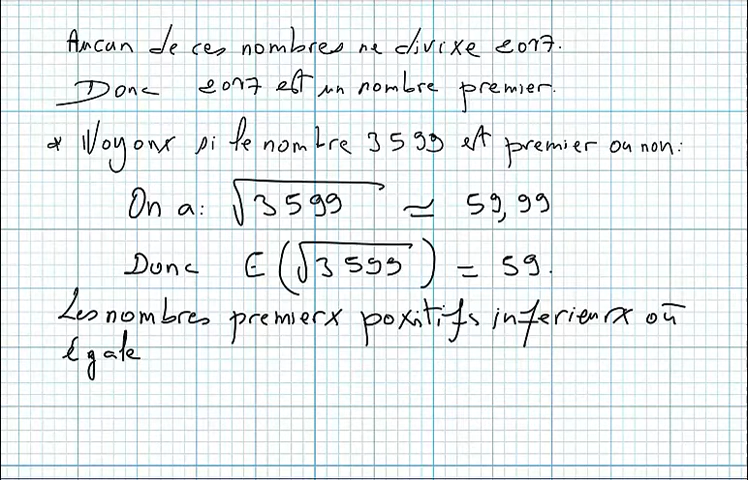 Aucun de ces nombres ne divise 2017.
Donc 2017 est un nombre premier.
* Voyons si le nombre 3599 est premier ou non:
On a: √3599 ≃ 59,99
Donc E(√3599) = 59.
Les nombres premiers positifs inferieurs où
égale